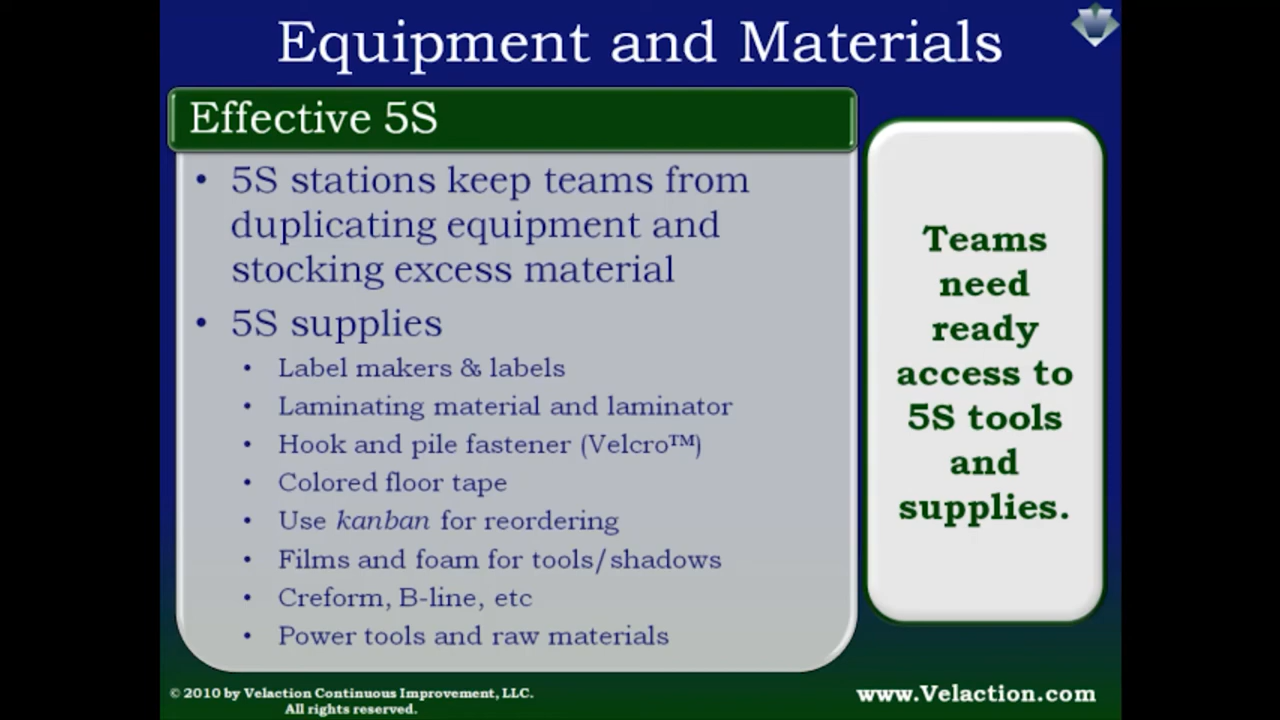 Equipment and Materials
Effective 5S
• 5S stations keep teams from
duplicating equipment and
stocking excess material
• 5S supplies
• Label makers & labels
• Laminating material and laminator
• Hook and pile fastener (Velcro™)
• Colored floor tape
• Use kanban for reordering
• Films and foam for tools/shadows
• Creform, B-line, etc
• Power tools and raw materials
Teams
need
ready
access to
5S tools
and
supplies.
© 2010 by Velaction Continuous Improvement, LLC.
All rights reserved.
www.Velaction.com